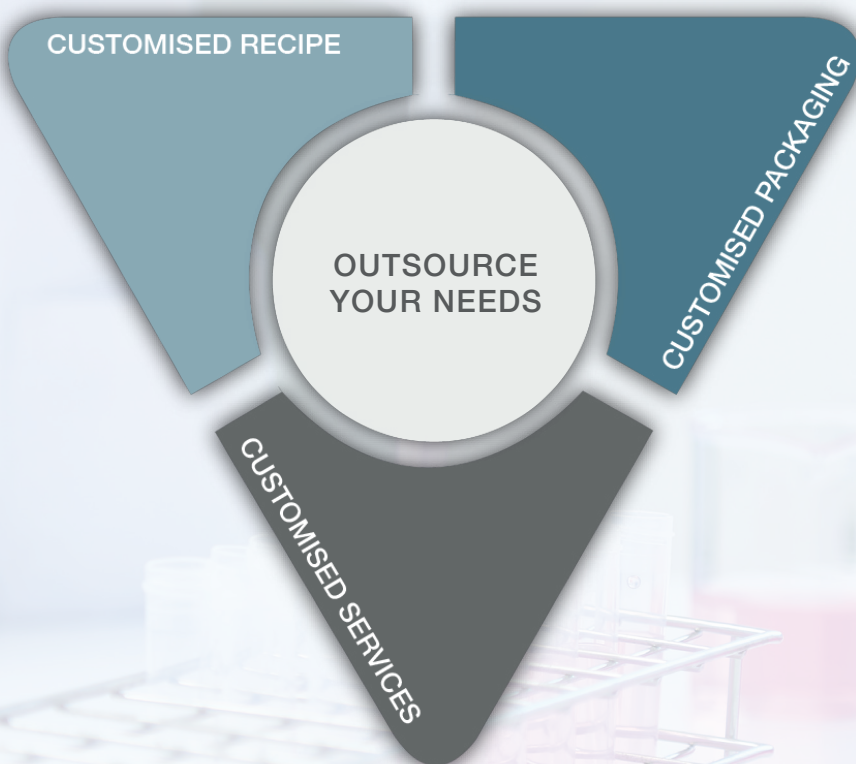 CUSTOMISED RECIPE
CUSTOMISED PACKAGING
OUTSOURCE
YOUR NEEDS
CUSTOMISED SERVICES